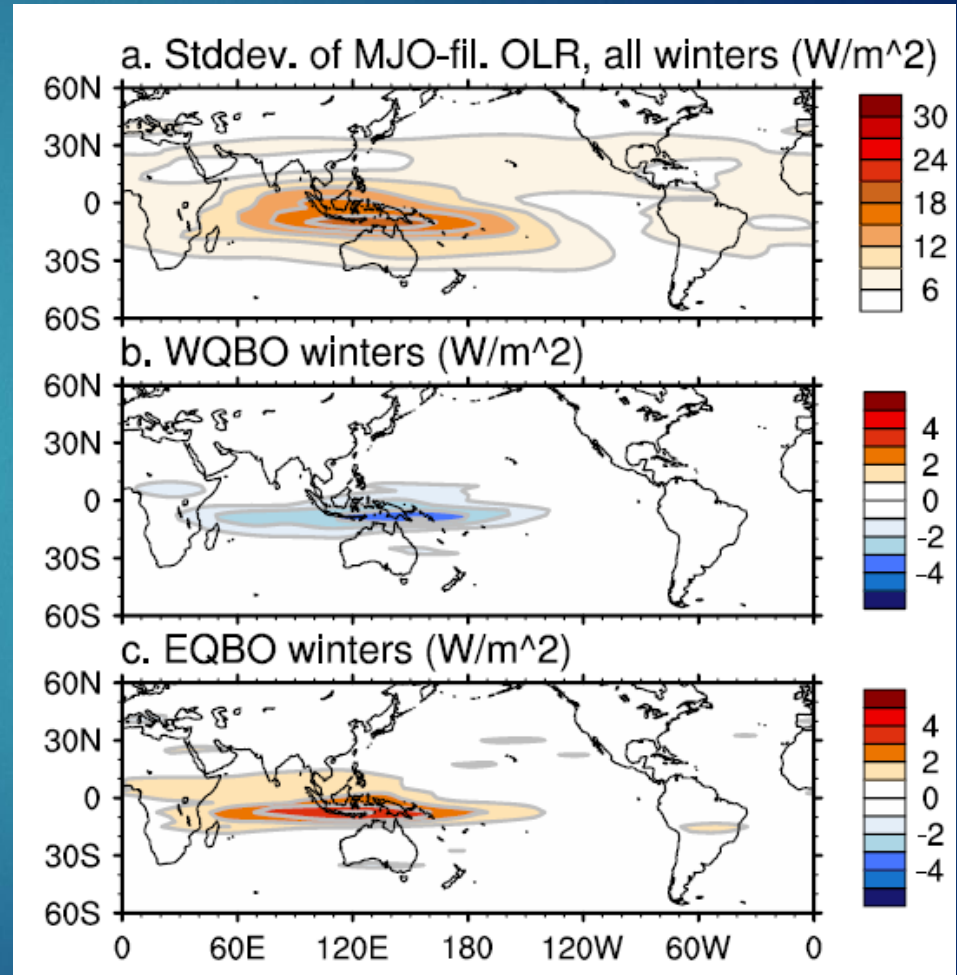 a. Stddev. of MJO-fil. OLR, all winters (W/m^2)
60N
30N
0
30S
60S
30
24
18
12
6
b. WQBO winters (W/m^2)
60N
30N
0
30S
60S
4
2
0
-2
-4
c. EQBO winters (W/m^2)
60N
30N
0
30S
60S
4
2
0
-2
-4
0 60E 120E 180 120W 60W 0